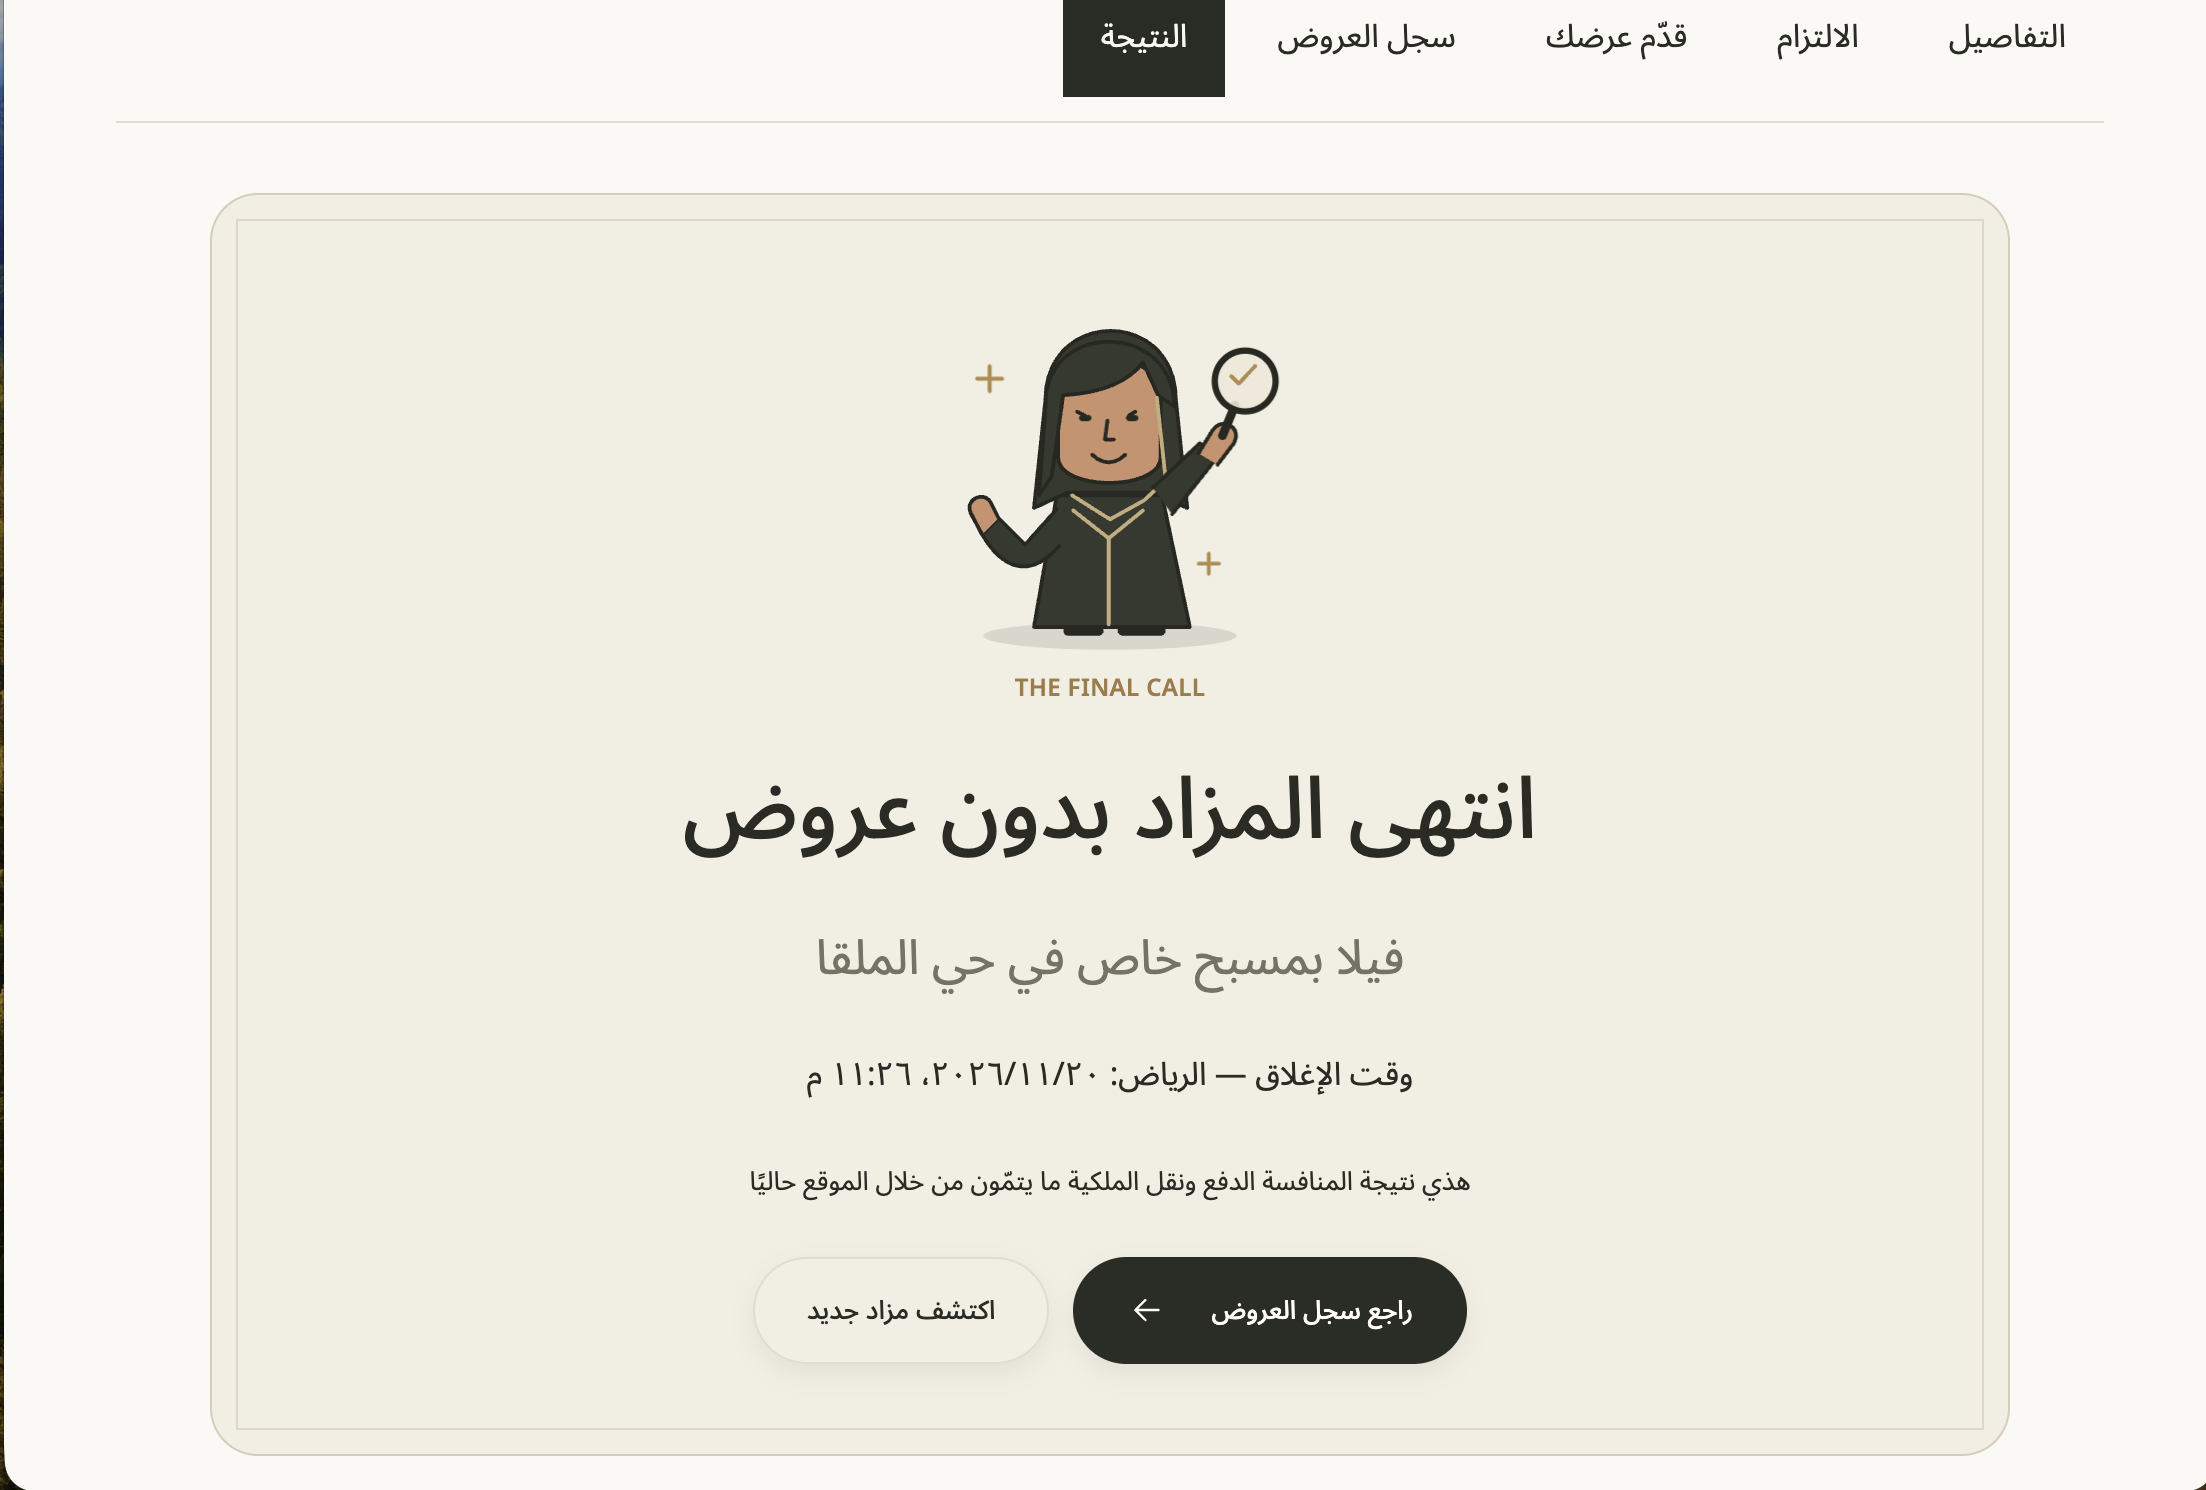 التفاصيل
الالتزام
قدّم عرضك
سجل العروض
النتيجة
THE FINAL CALL
انتهى المزاد بدون عروض
فيلا بمسبح خاص في حي الملقا
وقت الإغلاق — الرياض: ٢٠٢٦/١١/٢٠، ١١:٢٦ م
هذي نتيجة المنافسة الدفع ونقل الملكية ما يتمّون من خلال الموقع حاليًا
راجع سجل العروض
اكتشف مزاد جديد